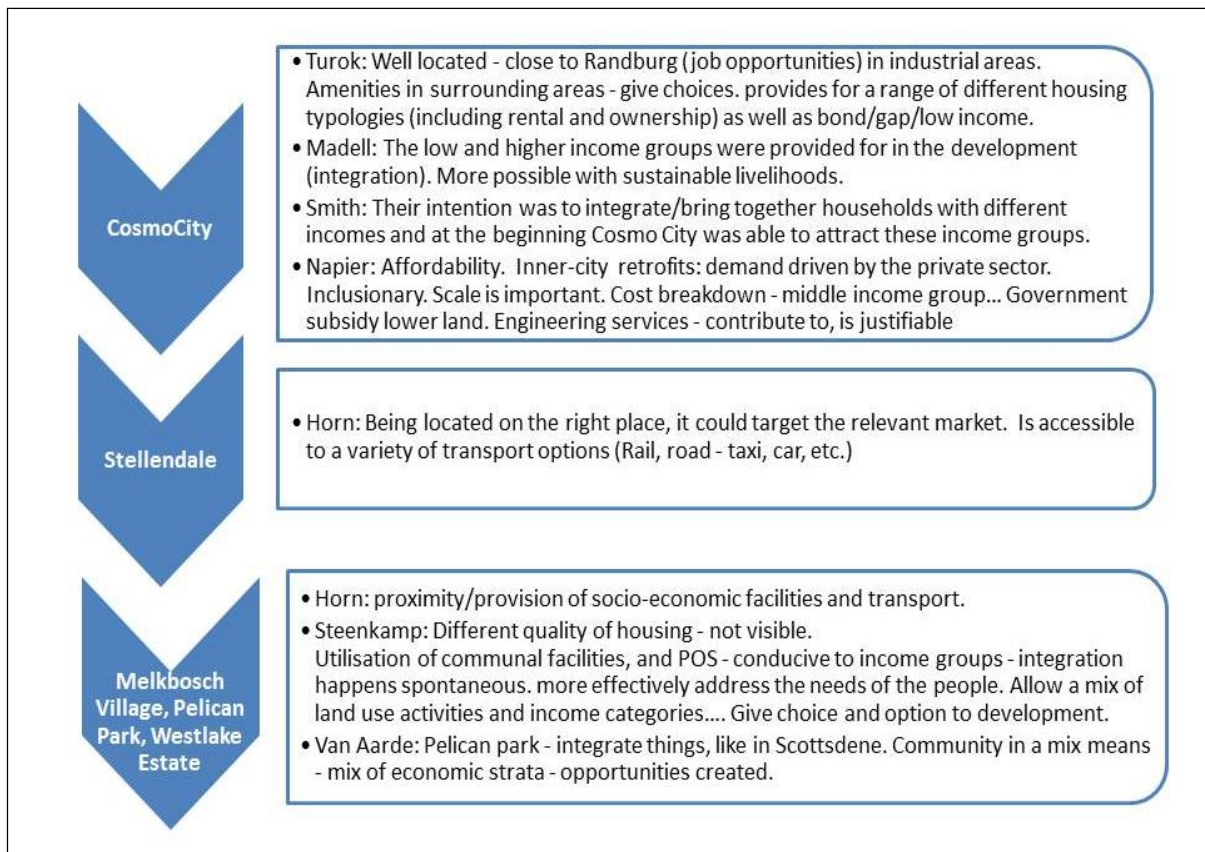 CosmoCity
• Turok: Well located - close to Randburg (job opportunities) in industrial areas.
Amenities in surrounding areas - give choices. provides for a range of different housing
typologies (including rental and ownership) as well as bond/gap/low income.
• Madell: The low and higher income groups were provided for in the development
(integration). More possible with sustainable livelihoods.
• Smith: Their intention was to integrate/bring together households with different
incomes and at the beginning Cosmo City was able to attract these income groups.
• Napier: Affordability. Inner-city retrofits: demand driven by the private sector.
Inclusionary. Scale is important. Cost breakdown - middle income group... Government
subsidy lower land. Engineering services - contribute to, is justifiable
Stellendale
• Horn: Being located on the right place, it could target the relevant market. Is accessible
to a variety of transport options (Rail, road - taxi, car, etc.)
Melkbosch
Village, Pelican
Park, Westlake
Estate
• Horn: proximity/provision of socio-economic facilities and transport.
• Steenkamp: Different quality of housing - not visible.
Utilisation of communal facilities, and POS - conducive to income groups - integration
happens spontaneous. more effectively address the needs of the people. Allow a mix of
land use activities and income categories.... Give choice and option to development.
• Van Aarde: Pelican park - integrate things, like in Scottsdene. Community in a mix means
- mix of economic strata - opportunities created.